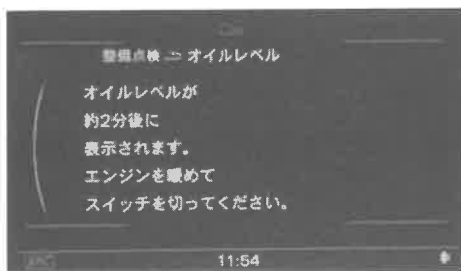 整備点検 オイルレベル
オイルレベルが
約2分後に
表示されます。
エンジンを暖めて
スイッチを切ってください。
11:54